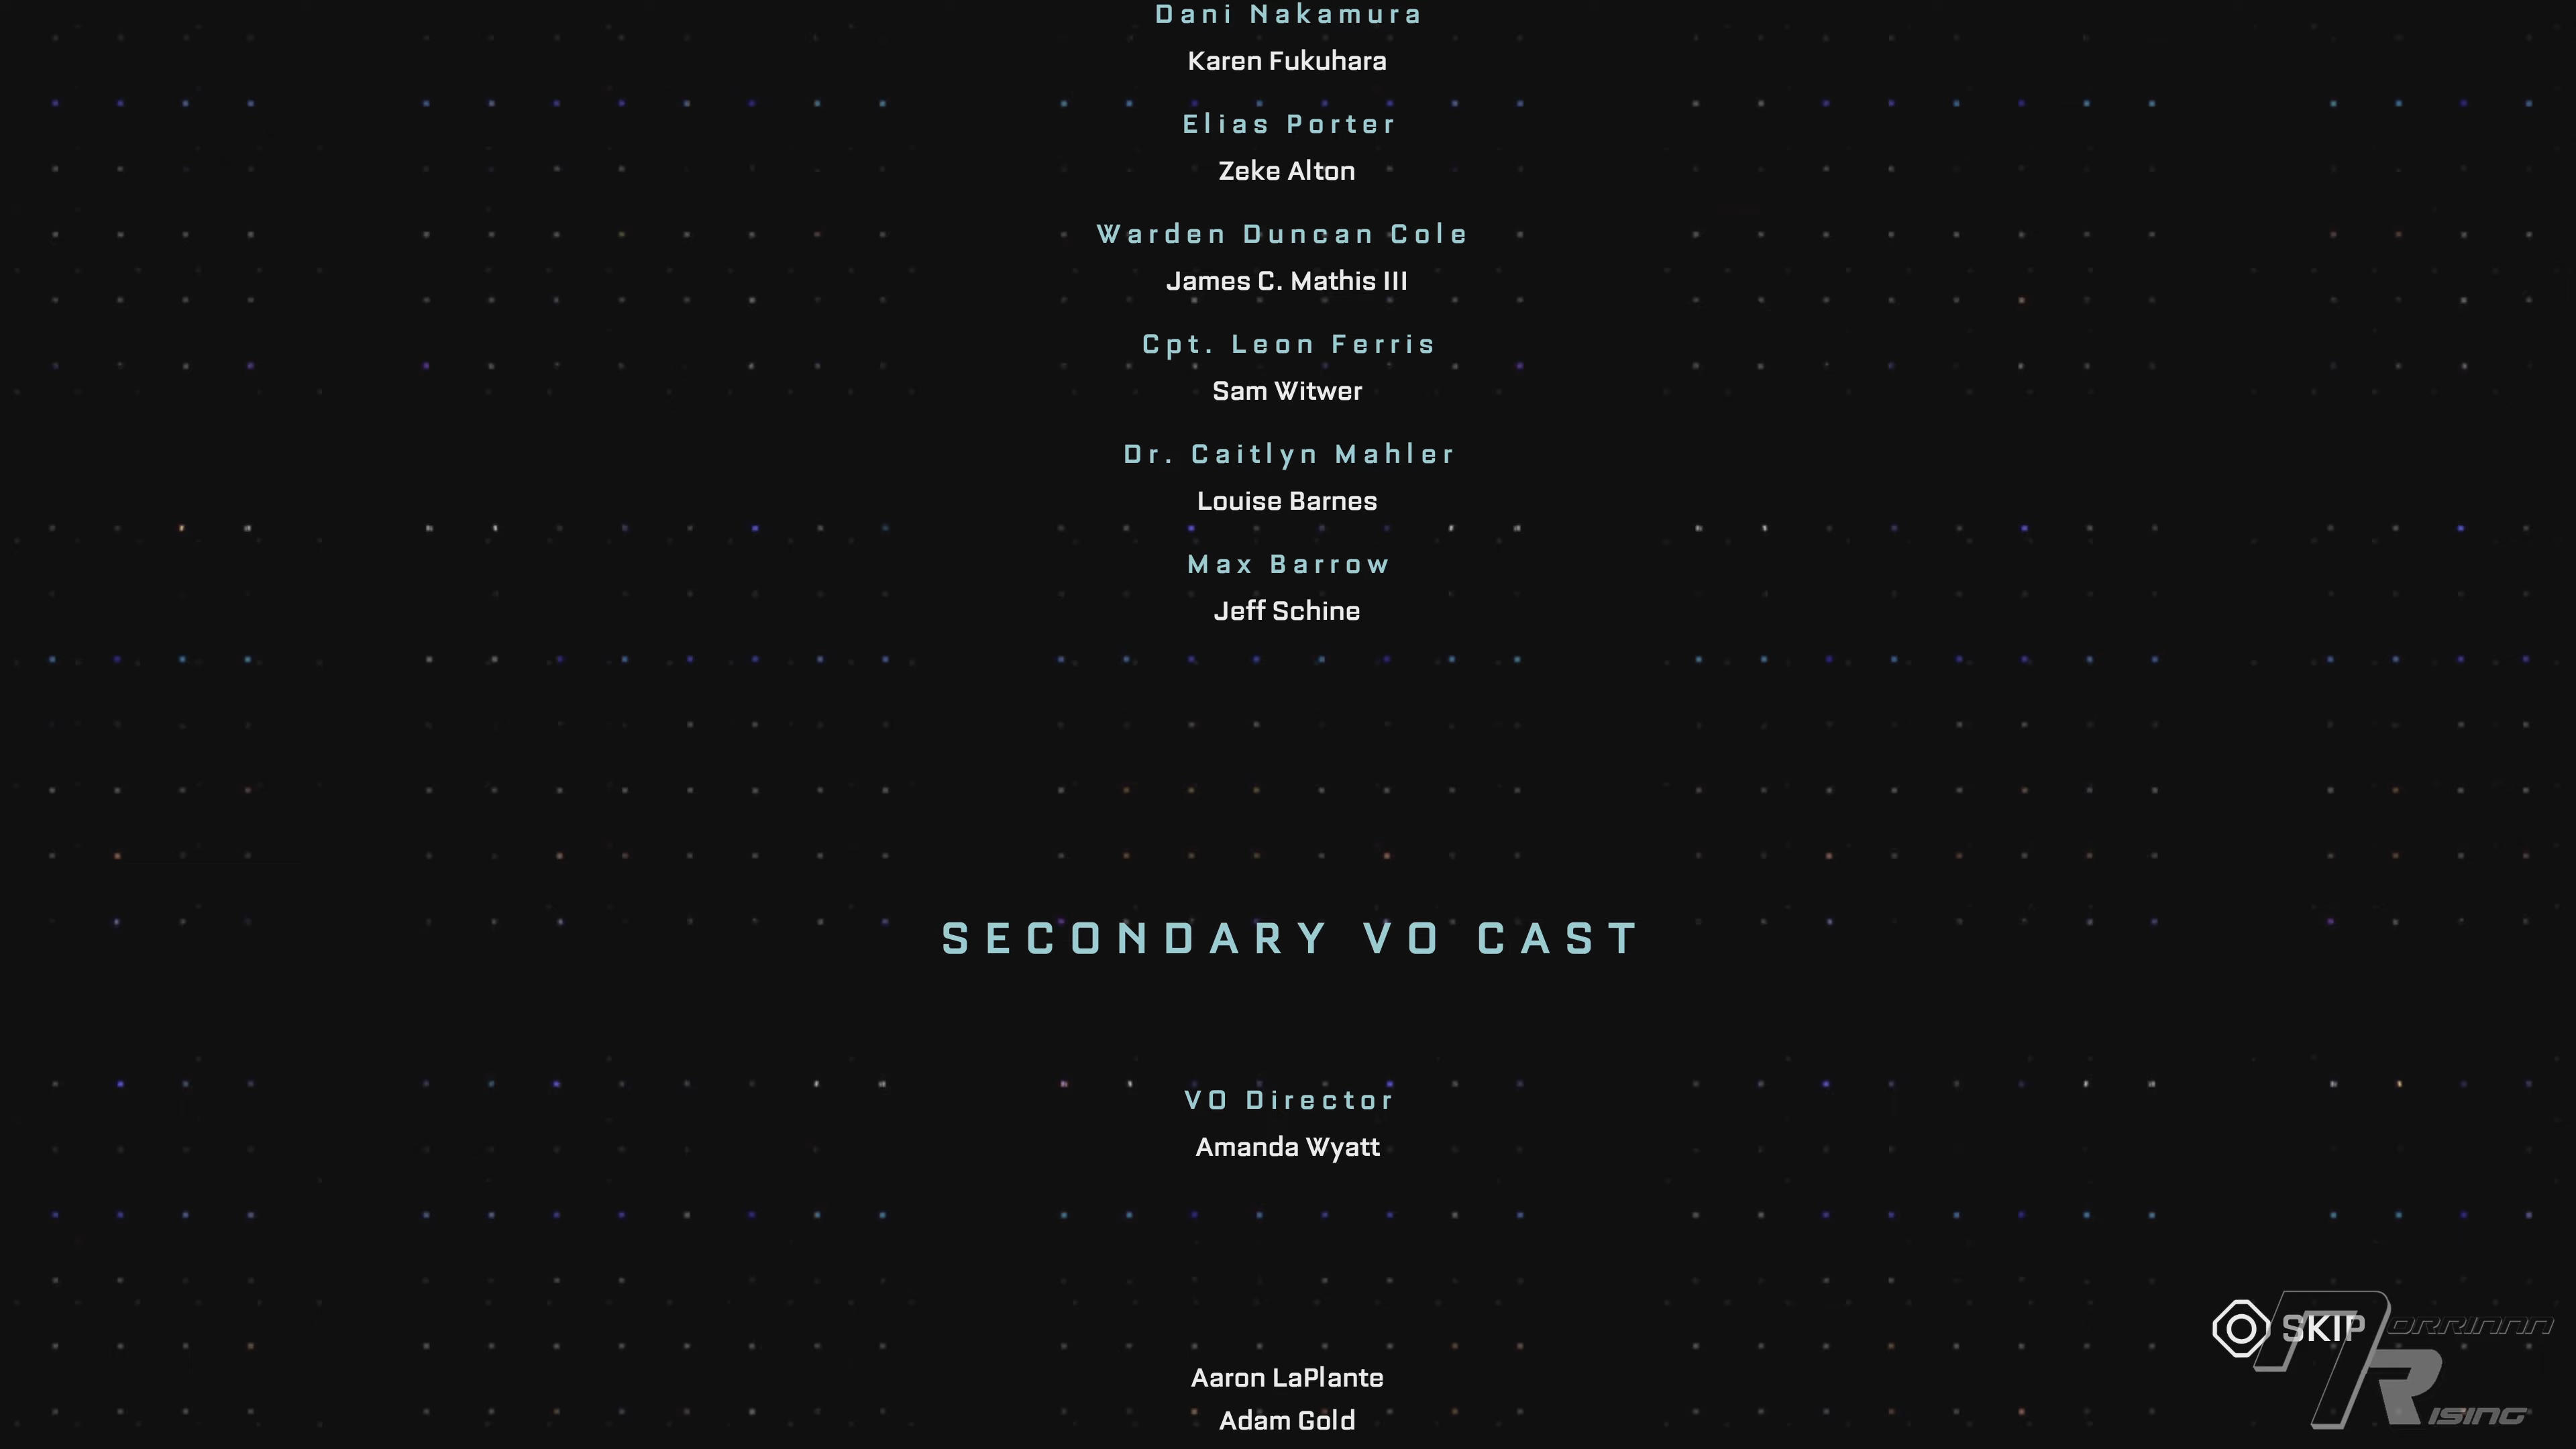 Dani Nakamura
Karen Fukuhara
Elias Porter
Zeke Alton
Warden Duncan Cole
James C. Mathis III
Cpt. Leon Ferris
Sam Witwer
Dr. Caitlyn Mahler
Louise Barnes
Max Barrow
Jeff Schine
SECONDARY VO CAST
VO Director
Amanda Wyatt
SKIP
ORRINNN
RISING
Aaron LaPlante
Adam Gold